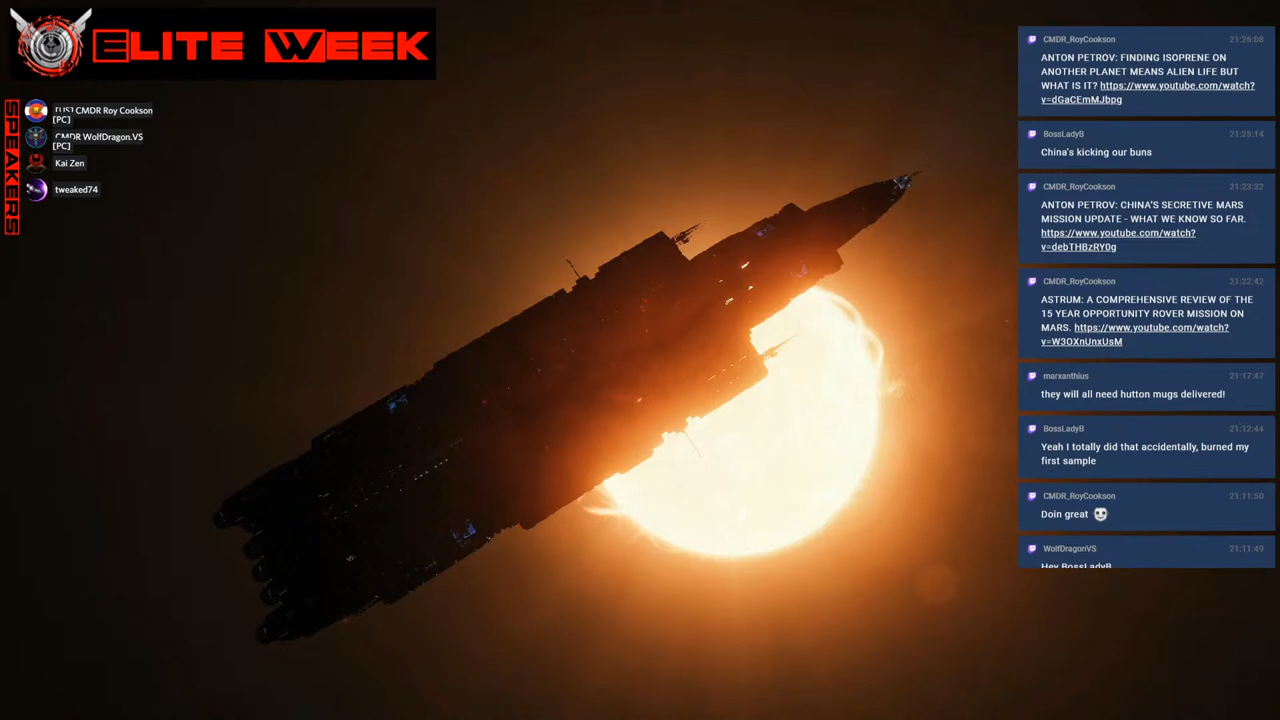 ELITE WEEK
SPEAKERS
[US] CMDR Roy Cookson
[PC]
CMDR WolfDragon.VS
[PC]
Kai Zen
tweaked74
CMDR_RoyCookson 21:26:08
ANTON PETROV: FINDING ISOPRENE ON
ANOTHER PLANET MEANS ALIEN LIFE BUT
WHAT IS IT? https://www.youtube.com/watch?
v=dGaCEmMJbpg
BossLadyB 21:25:14
China's kicking our buns
CMDR_RoyCookson 21:23:32
ANTON PETROV: CHINA'S SECRETIVE MARS
MISSION UPDATE - WHAT WE KNOW SO FAR.
https://www.youtube.com/watch?
v=debTHBzRY0g
CMDR_RoyCookson 21:22:42
ASTRUM: A COMPREHENSIVE REVIEW OF THE
15 YEAR OPPORTUNITY ROVER MISSION ON
MARS. https://www.youtube.com/watch?
v=W3OXnUnxUsM
marxanthius 21:17:47
they will all need hutton mugs delivered!
BossLadyB 21:12:44
Yeah I totally did that accidentally, burned my
first sample
CMDR_RoyCookson 21:11:50
Doin great
WolfDragonVS 21:11:49
Hey BossLadyB